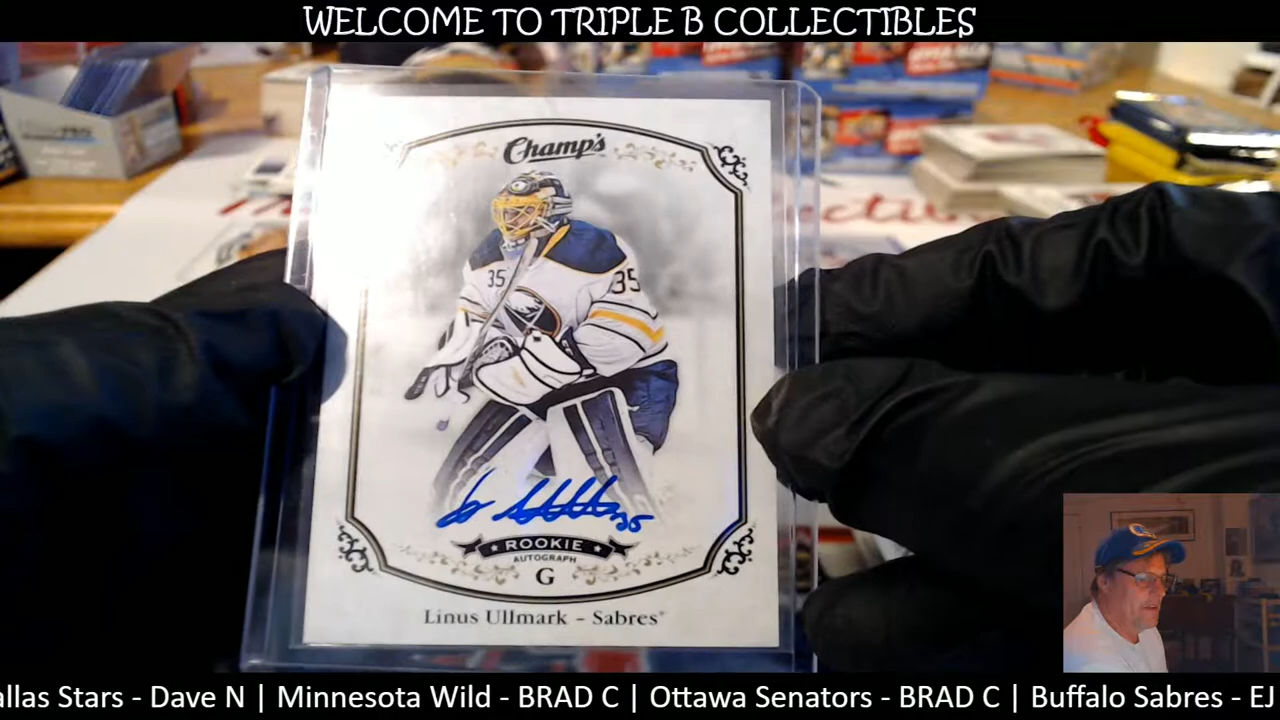 WELCOME TO TRIPLE B COLLECTIBLES
Champ's
35
35
ROOKIE
AUTOGRAPH
G
Linus Ullmark - Sabres
allas Stars - Dave N | Minnesota Wild - BRAD C | Ottawa Senators - BRAD C | Buffalo Sabres - EJ